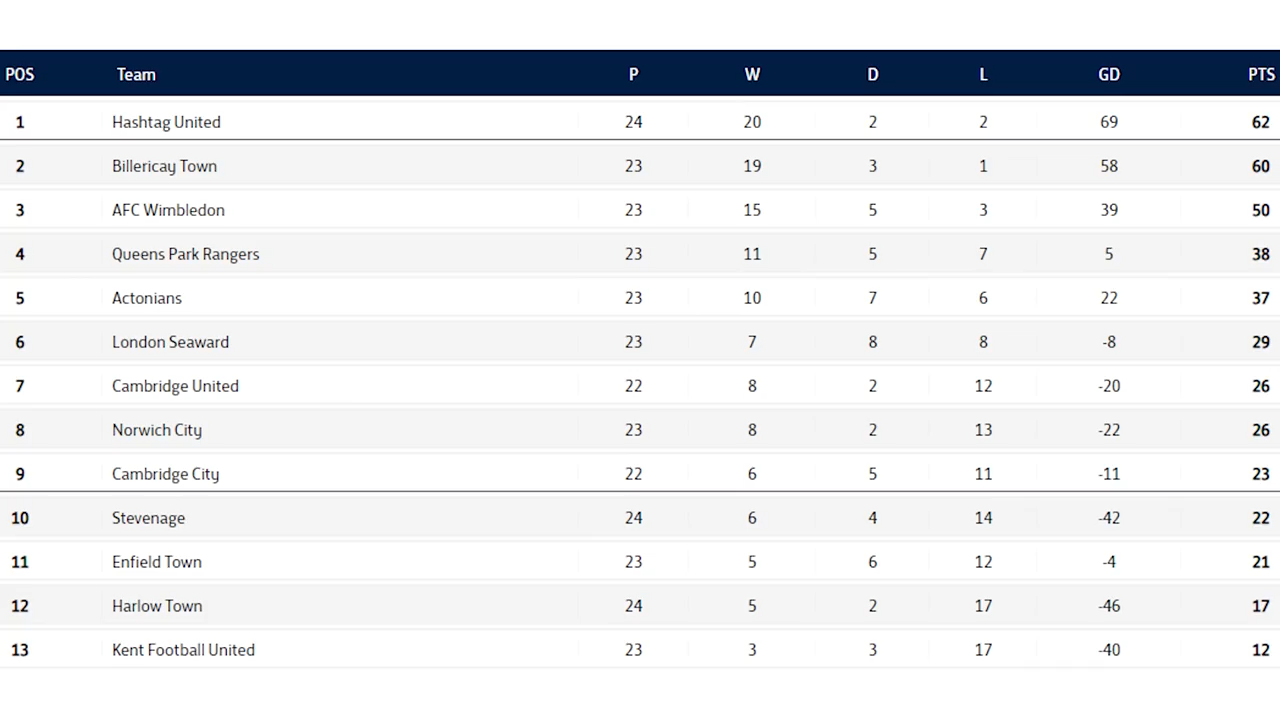 POS Team P W D L GD PTS
1 Hashtag United 24 20 2 2 69 62
2 Billericay Town 23 19 3 1 58 60
3 AFC Wimbledon 23 15 5 3 39 50
4 Queens Park Rangers 23 11 5 7 5 38
5 Actonians 23 10 7 6 22 37
6 London Seaward 23 7 8 8 -8 29
7 Cambridge United 22 8 2 12 -20 26
8 Norwich City 23 8 2 13 -22 26
9 Cambridge City 22 6 5 11 -11 23
10 Stevenage 24 6 4 14 -42 22
11 Enfield Town 23 5 6 12 -4 21
12 Harlow Town 24 5 2 17 -46 17
13 Kent Football United 23 3 3 17 -40 12